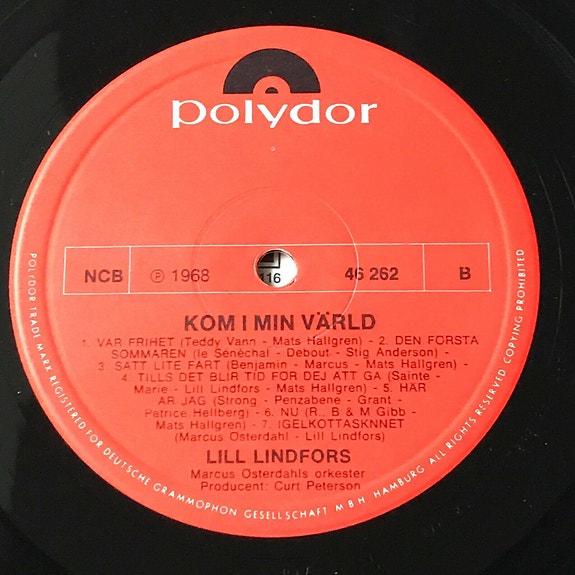 polydor
NCB ℗ 1968 116 46 262 B
KOM I MIN VÄRLD
1. VAR FRIHET (Teddy Vann - Mats Hallgren) - 2. DEN FÖRSTA
SOMMAREN (le Sénéchal - Debout - Stig Anderson) -
3. SÄTT LITE FART (Benjamin - Marcus - Mats Hallgren) -
4. TILLS DET BLIR TID FÖR DEJ ATT GÅ (Sainte -
Marie - Lill Lindfors - Mats Hallgren) - 5. HÄR
ÄR JAG (Strong - Penzabene - Grant -
Patrice Hellberg) - 6. NU (R., B & M Gibb -
Mats Hallgren) - 7. IGELKOTTASKNNET
(Marcus Österdahl - Lill Lindfors)
LILL LINDFORS
Marcus Österdahls orkester
Producent: Curt Peterson
POLYDOR TRADE MARK REGISTERED FOR DEUTSCHE GRAMMOPHON GESELLSCHAFT M B H HAMBURG ALL RIGHTS RESERVED COPYING PROHIBITED